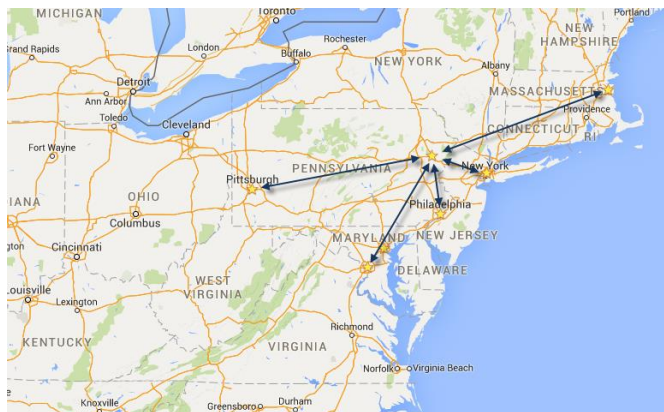 MICHIGAN
Toronto
Portland
Grand Rapids
London
Rochester
Buffalo
NEW YORK
Albany
NEW
HAMPSHIRE
Detroit
Ann Arbor
Toledo
MASSACHUSETTS
Providence
CONNECTICUT
RI
Cleveland
Fort Wayne
Pittsburgh
PENNSYLVANIA
New York
OHIO
Columbus
Philadelphia
IANA
MARYLAND
NEW JERSEY
Cincinnati
DELAWARE
WEST
VIRGINIA
Louisville
Lexington
KENTUCKY
Richmond
VIRGINIA
Norfolk
Virginia Beach
Knoxville
Greensboro
Durham